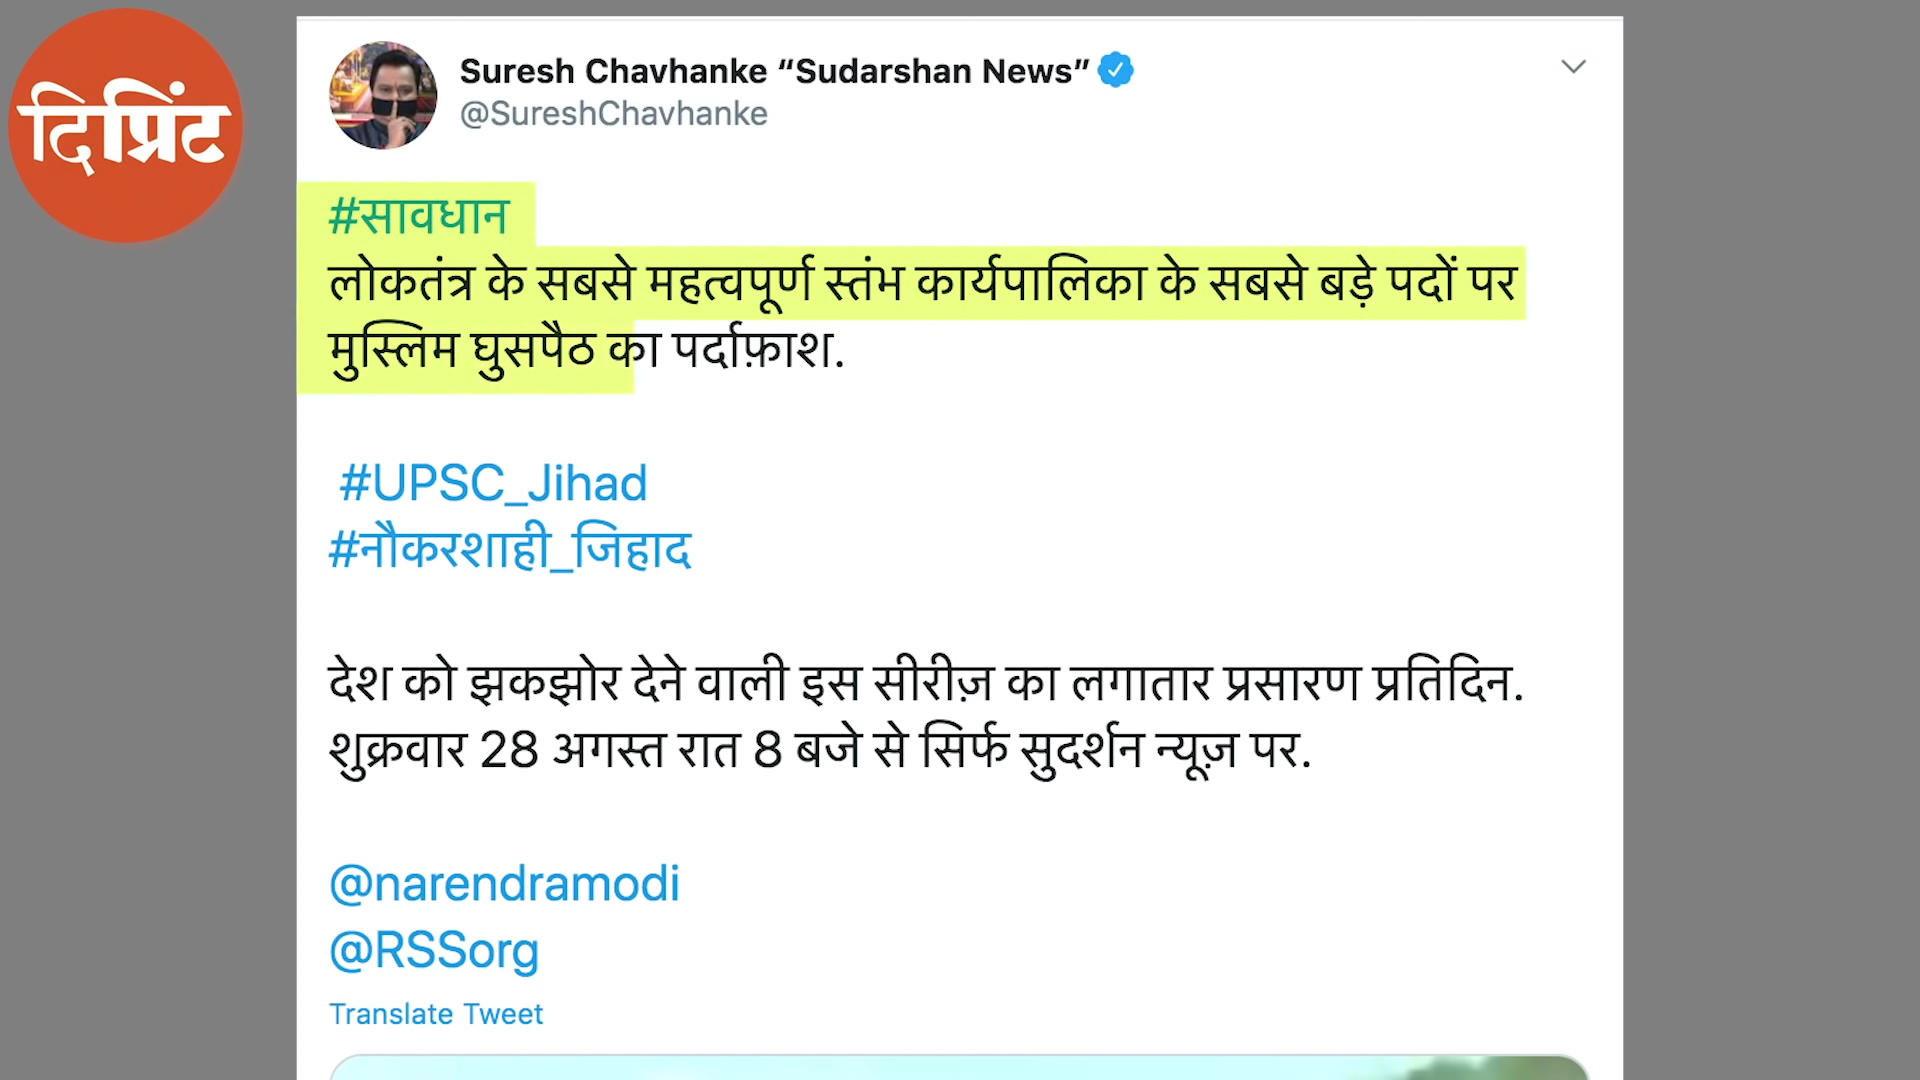 दिप्रिंट
Suresh Chavhanke “Sudarshan News”
@SureshChavhanke
#सावधान
लोकतंत्र के सबसे महत्वपूर्ण स्तंभ कार्यपालिका के सबसे बड़े पदों पर
मुस्लिम घुसपैठ का पर्दाफ़ाश.
#UPSC_Jihad
#नौकरशाही_जिहाद
देश को झकझोर देने वाली इस सीरीज़ का लगातार प्रसारण प्रतिदिन.
शुक्रवार 28 अगस्त रात 8 बजे से सिर्फ सुदर्शन न्यूज़ पर.
@narendramodi
@RSSorg
Translate Tweet